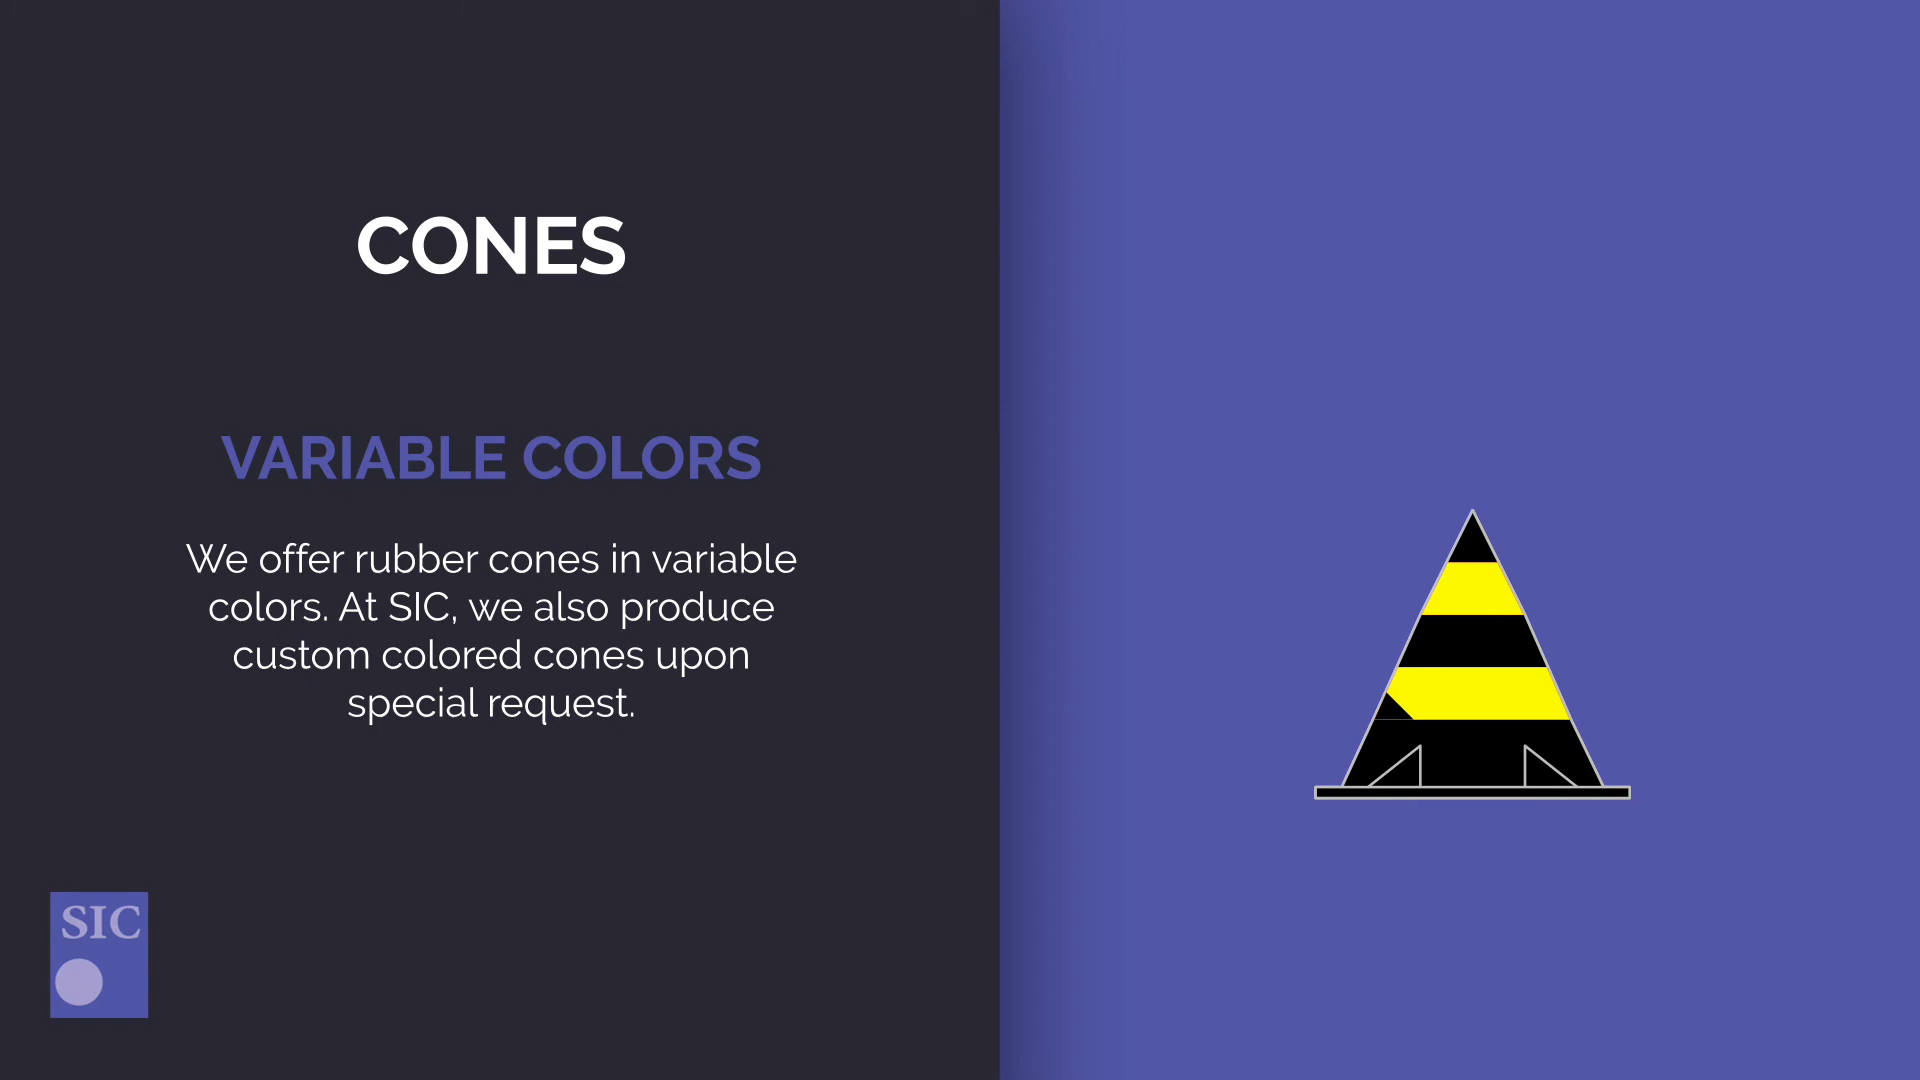 CONES
VARIABLE COLORS
We offer rubber cones in variable
colors. At SIC, we also produce
custom colored cones upon
special request.
SIC